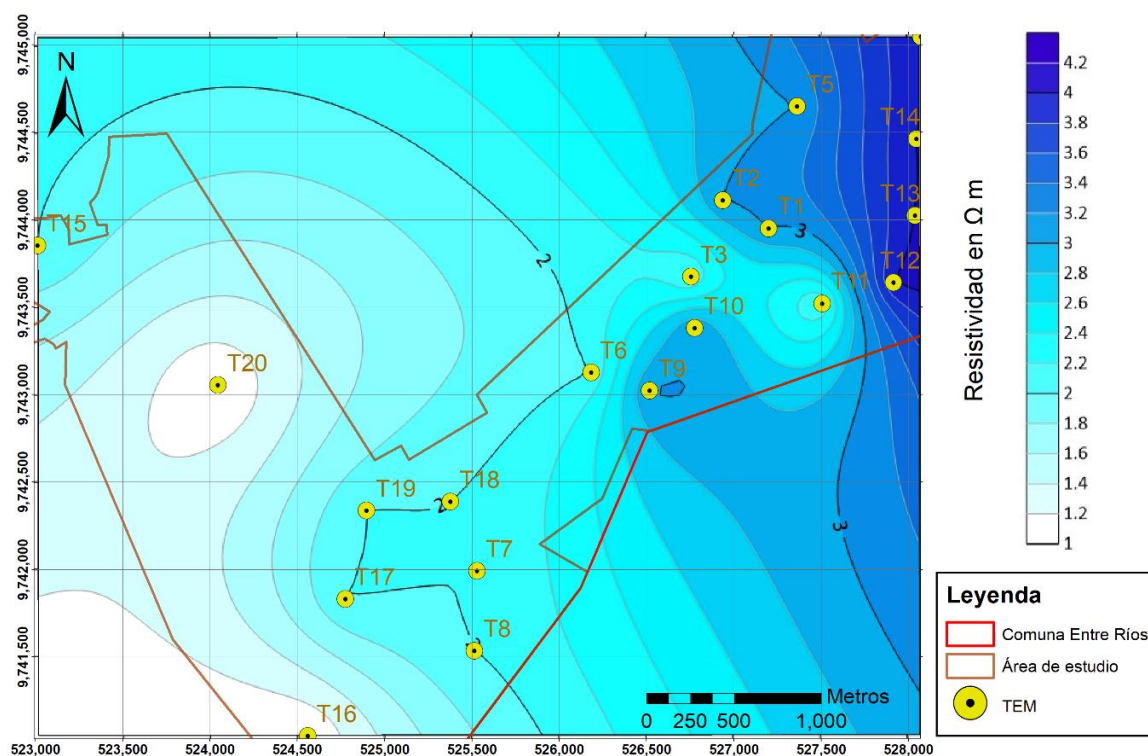 9,745,000
9,744,500
9,744,000
9,743,500
9,743,000
9,742,500
9,742,000
9,741,500
N
T5
T14
T2
T13
T1
T15
3
2
T3
T12
T11
T10
T6
T20
T9
T18
T19
2
3
T7
T17
T8
2
T16
Metros
0 250 500 1,000
523,000 523,500 524,000 524,500 525,000 525,500 526,000 526,500 527,000 527,500 528,000
Resistividad en Ω m
4.2
4
3.8
3.6
3.4
3.2
3
2.8
2.6
2.4
2.2
2
1.8
1.6
1.4
1.2
1
Leyenda
Comuna Entre Ríos
Área de estudio
TEM